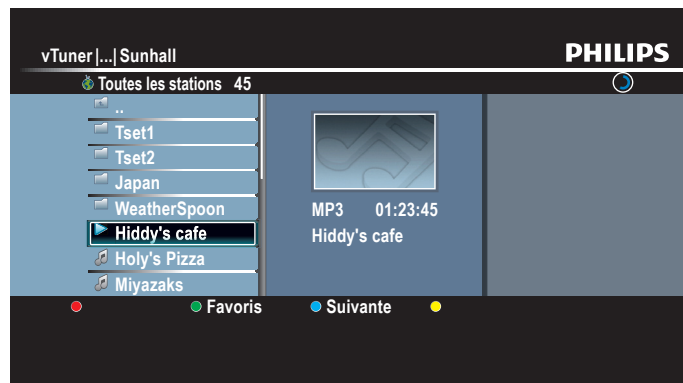 vTuner|...| Sunhall
PHILIPS
Toutes les stations 45
..
Tset1
Tset2
Japan
WeatherSpoon
Hiddy's cafe
Holy's Pizza
Miyazaks
MP3 01:23:45
Hiddy's cafe
Favoris
Suivante